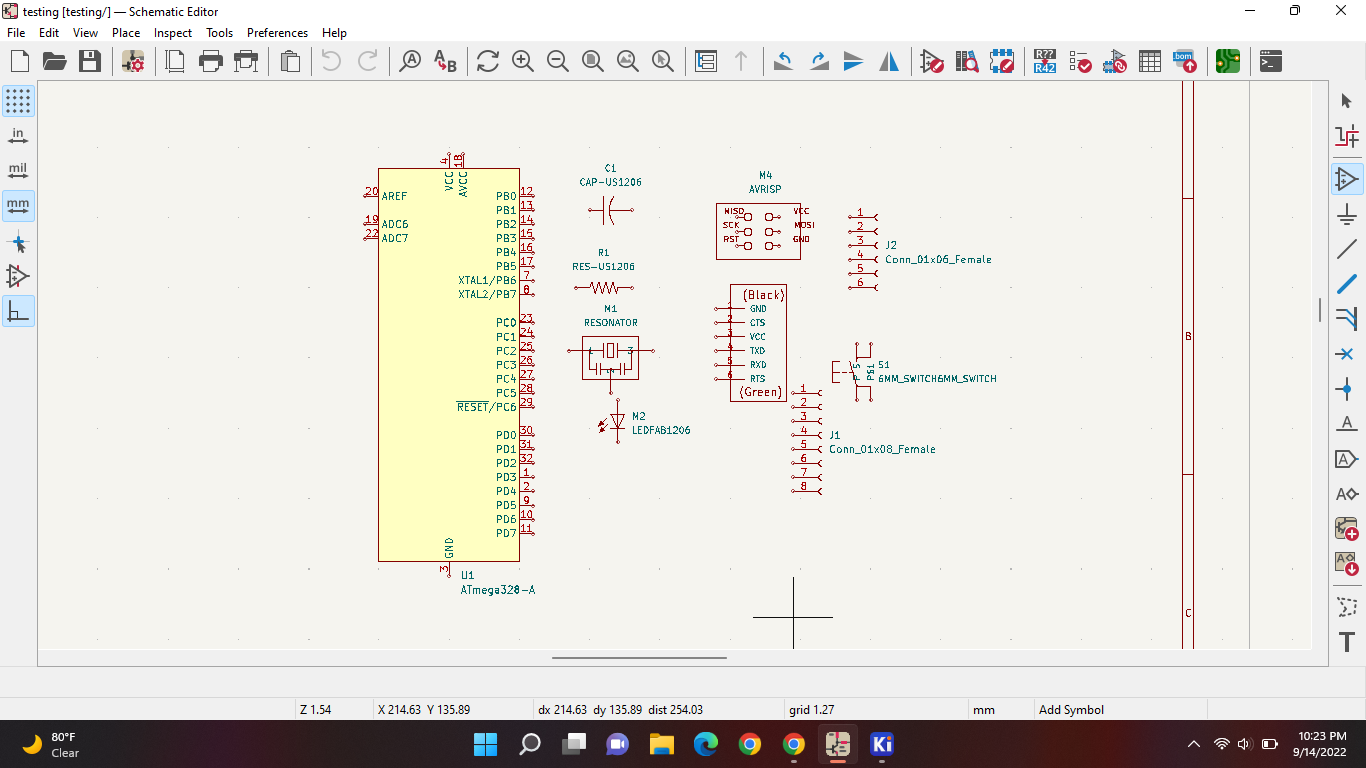 testing [testing/] — Schematic Editor
File Edit View Place Inspect Tools Preferences Help
R??
R42
.bom
in
mil
mm
4
VCC
1B
AVCC
20 AREF
19 ADC6
22 ADC7
PB0 12
PB1 13
PB2 14
PB3 15
PB4 16
PB5 17
XTAL1/PB6 7
XTAL2/PB7 8
PC0 23
PC1 24
PC2 25
PC3 26
PC4 27
PC5 28
RESET/PC6 29
PD0 30
PD1 31
PD2 32
PD3 1
PD4 2
PD5 9
PD6 10
PD7 11
GND
3
U1
ATmega328-A
C1
CAP-US1206
R1
RES-US1206
M1
RESONATOR
1 3
2
M2
LEDFAB1206
M4
AVRISP
MISO VCC
SCK MOSI
RST GND
1
2
3
4
5
6
J2
Conn_01x06_Female
(Black)
1 GND
2 CTS
3 VCC
4 TXD
5 RXD
6 RTS
(Green)
S1
6MM_SWITCH6MM_SWITCH
1
2
3
4
5
6
7
8
J1
Conn_01x08_Female
B
C
Z 1.54
X 214.63 Y 135.89
dx 214.63 dy 135.89 dist 254.03
grid 1.27
mm
Add Symbol
80°F
Clear
Ki
10:23 PM
9/14/2022